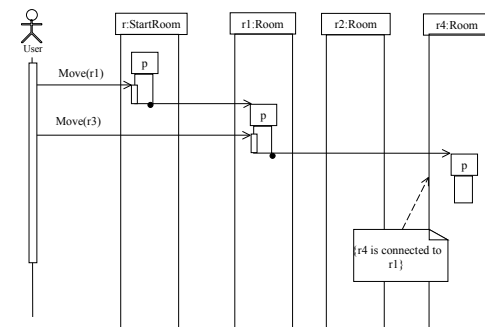 r:StartRoom
r1:Room
r2:Room
r4:Room
User
p
Move(r1)
p
Move(r3)
p
{r4 is connected to
r1}